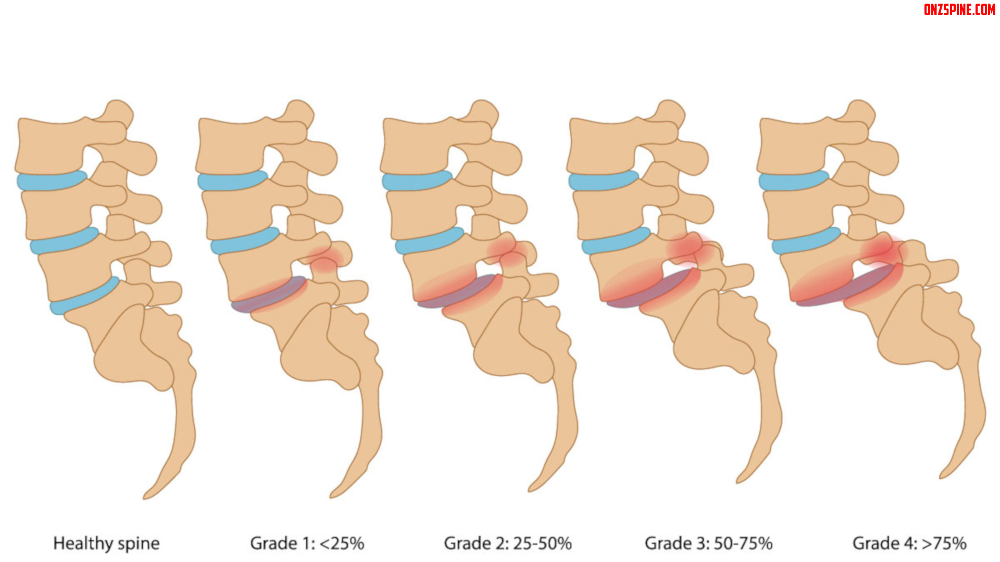 ONZSPINE.COM
Healthy spine
Grade 1: <25%
Grade 2: 25-50%
Grade 3: 50-75%
Grade 4: >75%